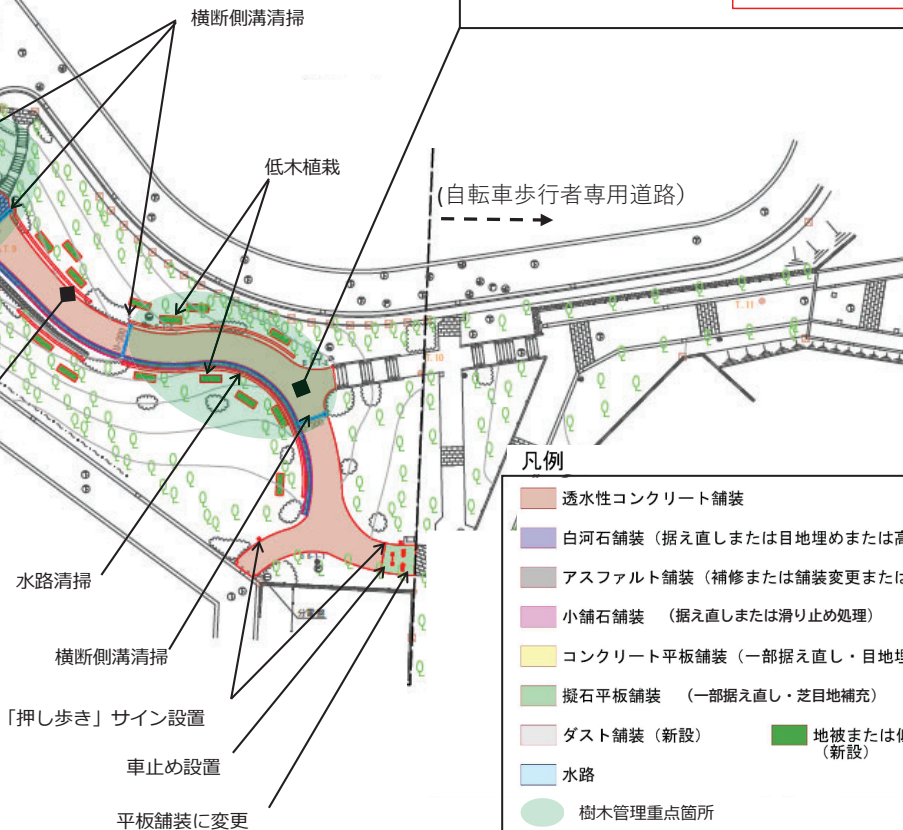 横断側溝清掃
低木植栽
(自転車歩行者専用道路)
T.9
T.10
T.11
水路清掃
横断側溝清掃
「押し歩き」サイン設置
車止め設置
平板舗装に変更
凡例
透水性コンクリート舗装
白河石舗装（据え直しまたは目地埋めまたは高
アスファルト舗装（補修または舗装変更または
小舗石舗装　（据え直しまたは滑り止め処理）
コンクリート平板舗装（一部据え直し・目地埋
擬石平板舗装　（一部据え直し・芝目地補充）
ダスト舗装（新設）
地被または低
（新設）
水路
樹木管理重点箇所